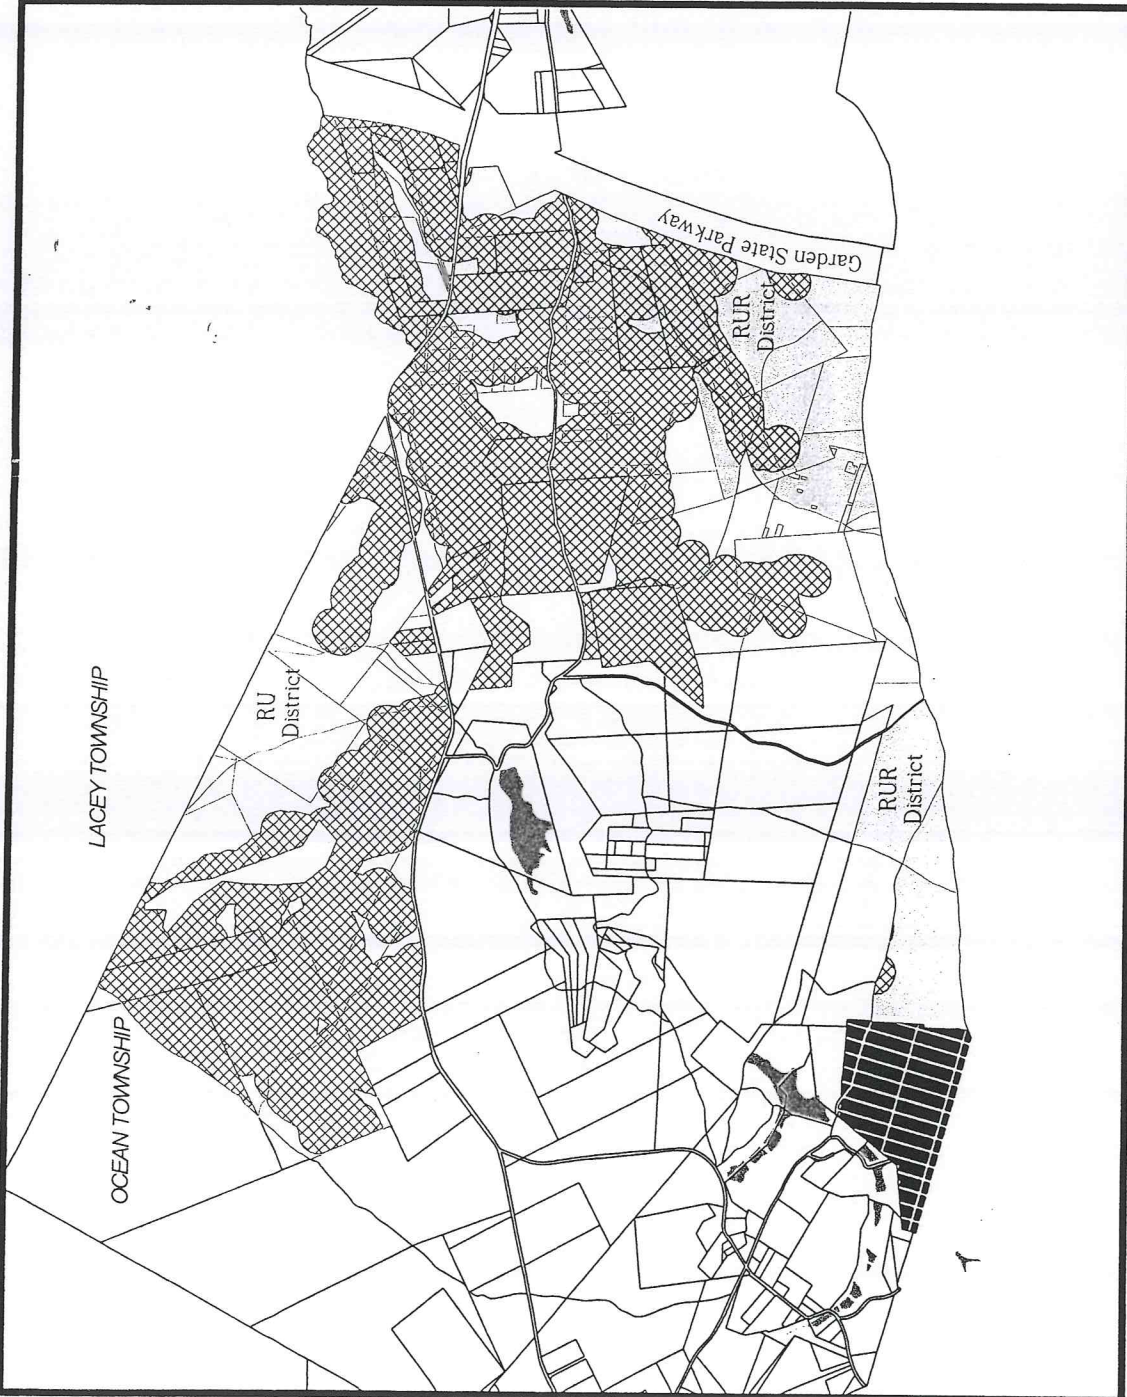 LACEY TOWNSHIP
OCEAN TOWNSHIP
RU
District
Garden State Parkway
RUR
District
RUR
District